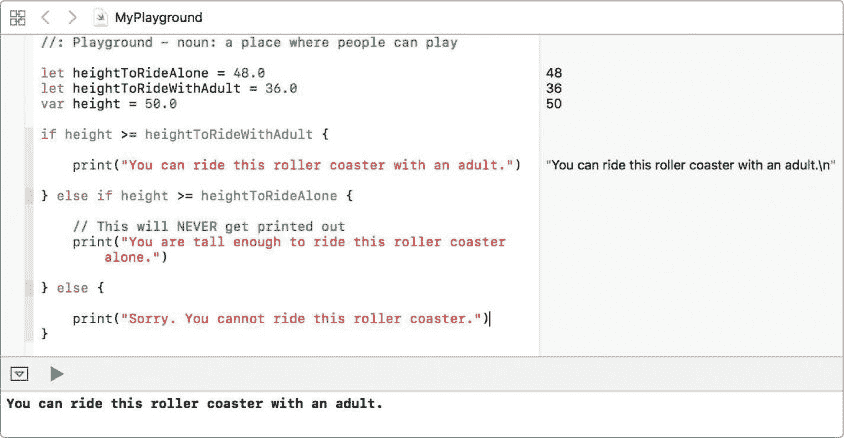 MyPlayground
//: Playground - noun: a place where people can play
let heightToRideAlone = 48.0
48
let heightToRideWithAdult = 36.0
36
var height = 50.0
50
if height >= heightToRideWithAdult {
print("You can ride this roller coaster with an adult.")
"You can ride this roller coaster with an adult.\n"
} else if height >= heightToRideAlone {
// This will NEVER get printed out
print("You are tall enough to ride this roller coaster
alone.")
} else {
print("Sorry. You cannot ride this roller coaster.")
}
You can ride this roller coaster with an adult.